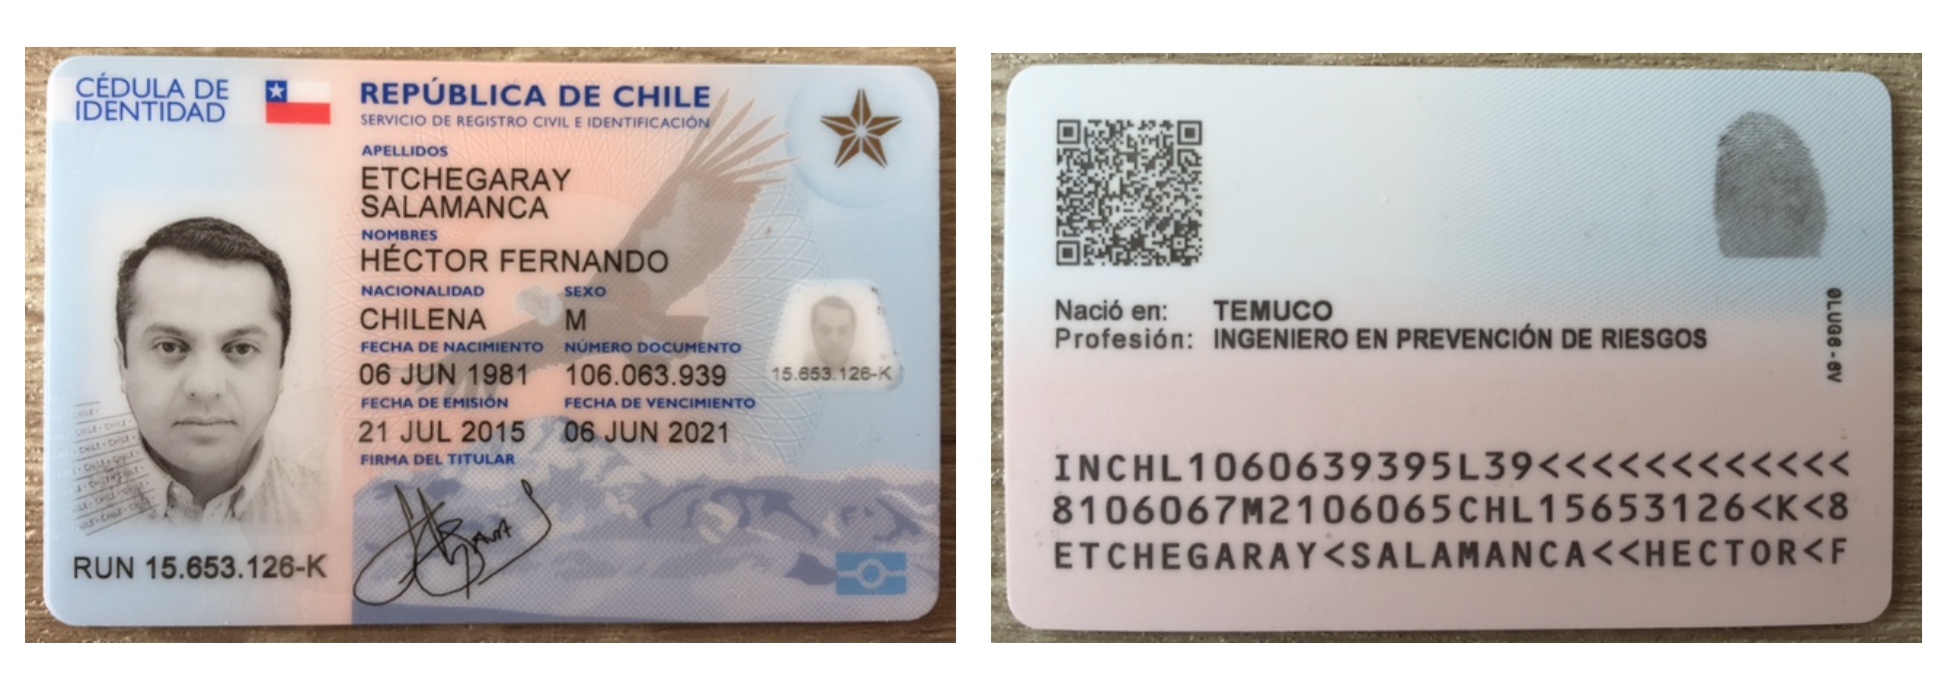 CÉDULA DE
IDENTIDAD
REPÚBLICA DE CHILE
SERVICIO DE REGISTRO CIVIL E IDENTIFICACIÓN
APELLIDOS
ETCHEGARAY
SALAMANCA
NOMBRES
HÉCTOR FERNANDO
NACIONALIDAD SEXO
CHILENA M
FECHA DE NACIMIENTO NÚMERO DOCUMENTO
06 JUN 1981 106.063.939
15.653.126-K
FECHA DE EMISIÓN FECHA DE VENCIMIENTO
21 JUL 2015 06 JUN 2021
FIRMA DEL TITULAR
RUN 15.653.126-K
Nació en: TEMUCO
Profesión: INGENIERO EN PREVENCIÓN DE RIESGOS
INCHL1060639395L39<<<<<<<<<<<<
8106067M2106065CHL15653126<K<8
ETCHEGARAY<SALAMANCA<<HECTOR<F